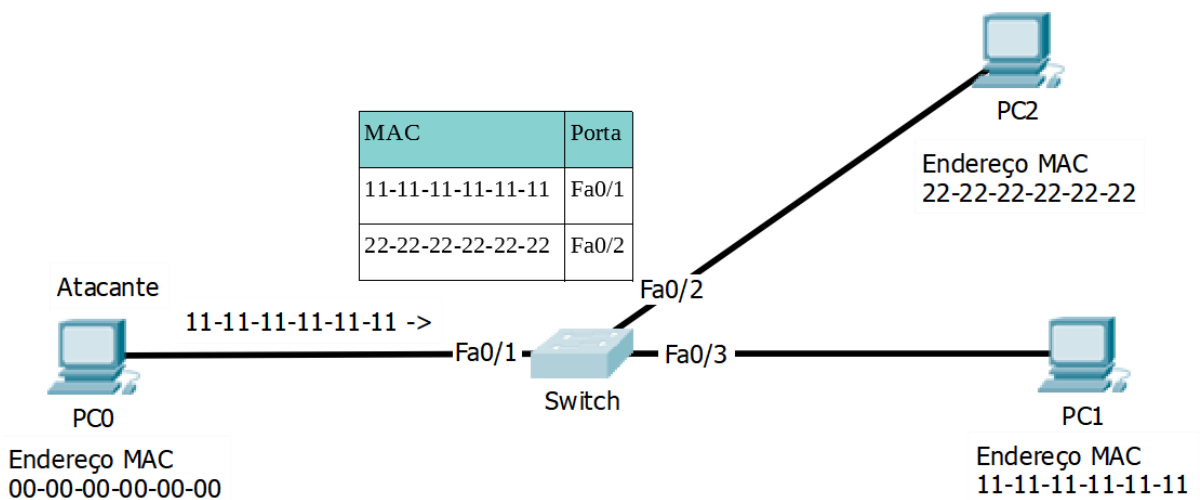 PC2
Endereço MAC
22-22-22-22-22-22
MAC Porta
11-11-11-11-11-11 Fa0/1
22-22-22-22-22-22 Fa0/2
Atacante
11-11-11-11-11-11 ->
Fa0/1
Fa0/2
Fa0/3
Switch
PC0
Endereço MAC
00-00-00-00-00-00
PC1
Endereço MAC
11-11-11-11-11-11